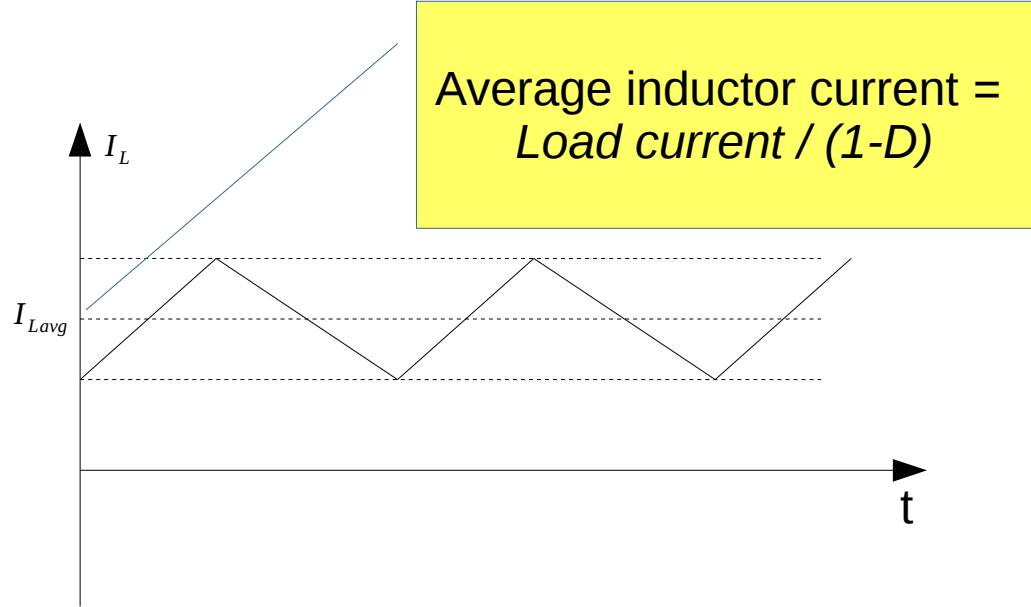 Average inductor current =
Load current / (1-D)
I_L
I_Lavg
t